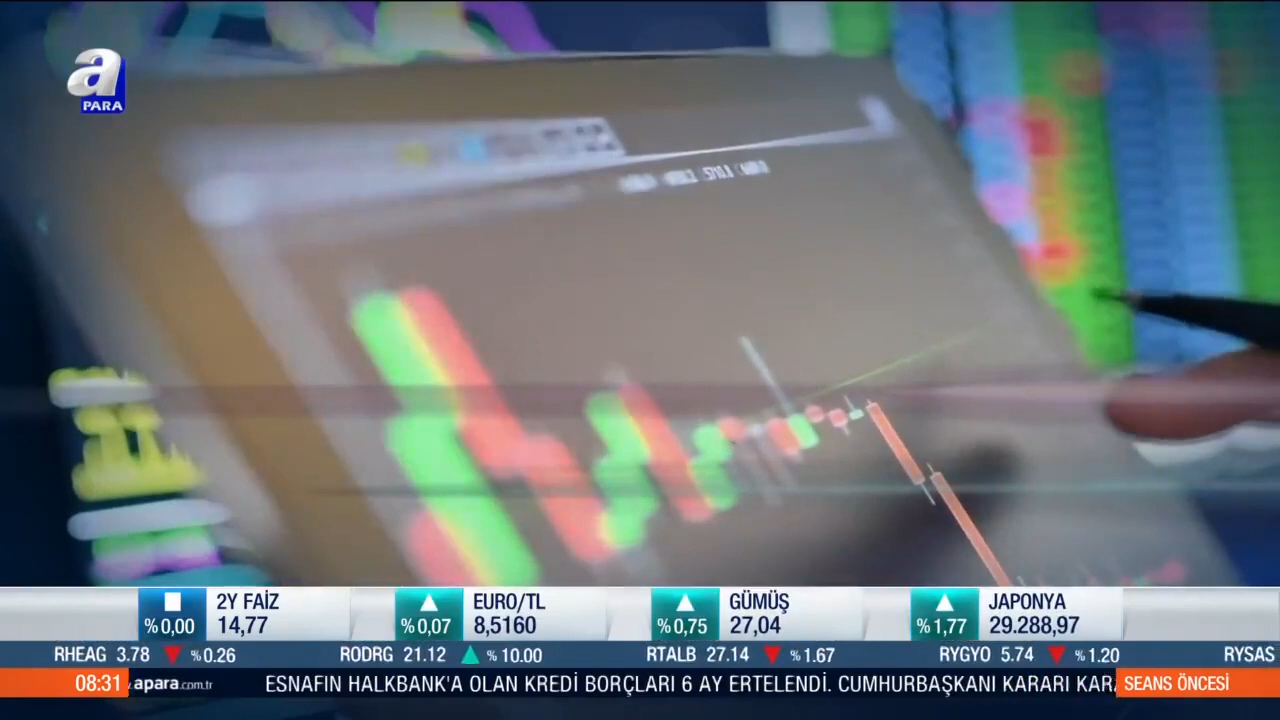 a
PARA
2Y FAİZ
%0,00 14,77
EURO/TL
%0,07 8,5160
GÜMÜŞ
%0,75 27,04
JAPONYA
%1,77 29.288,97
RHEAG 3.78 %0.26 RODRG 21.12 %10.00 RTALB 27.14 %1.67 RYGYO 5.74 %1.20 RYSAS
08:31 apara.com.tr ESNAFIN HALKBANK'A OLAN KREDİ BORÇLARI 6 AY ERTELENDİ. CUMHURBAŞKANI KARARI SEANS ÖNCESİ